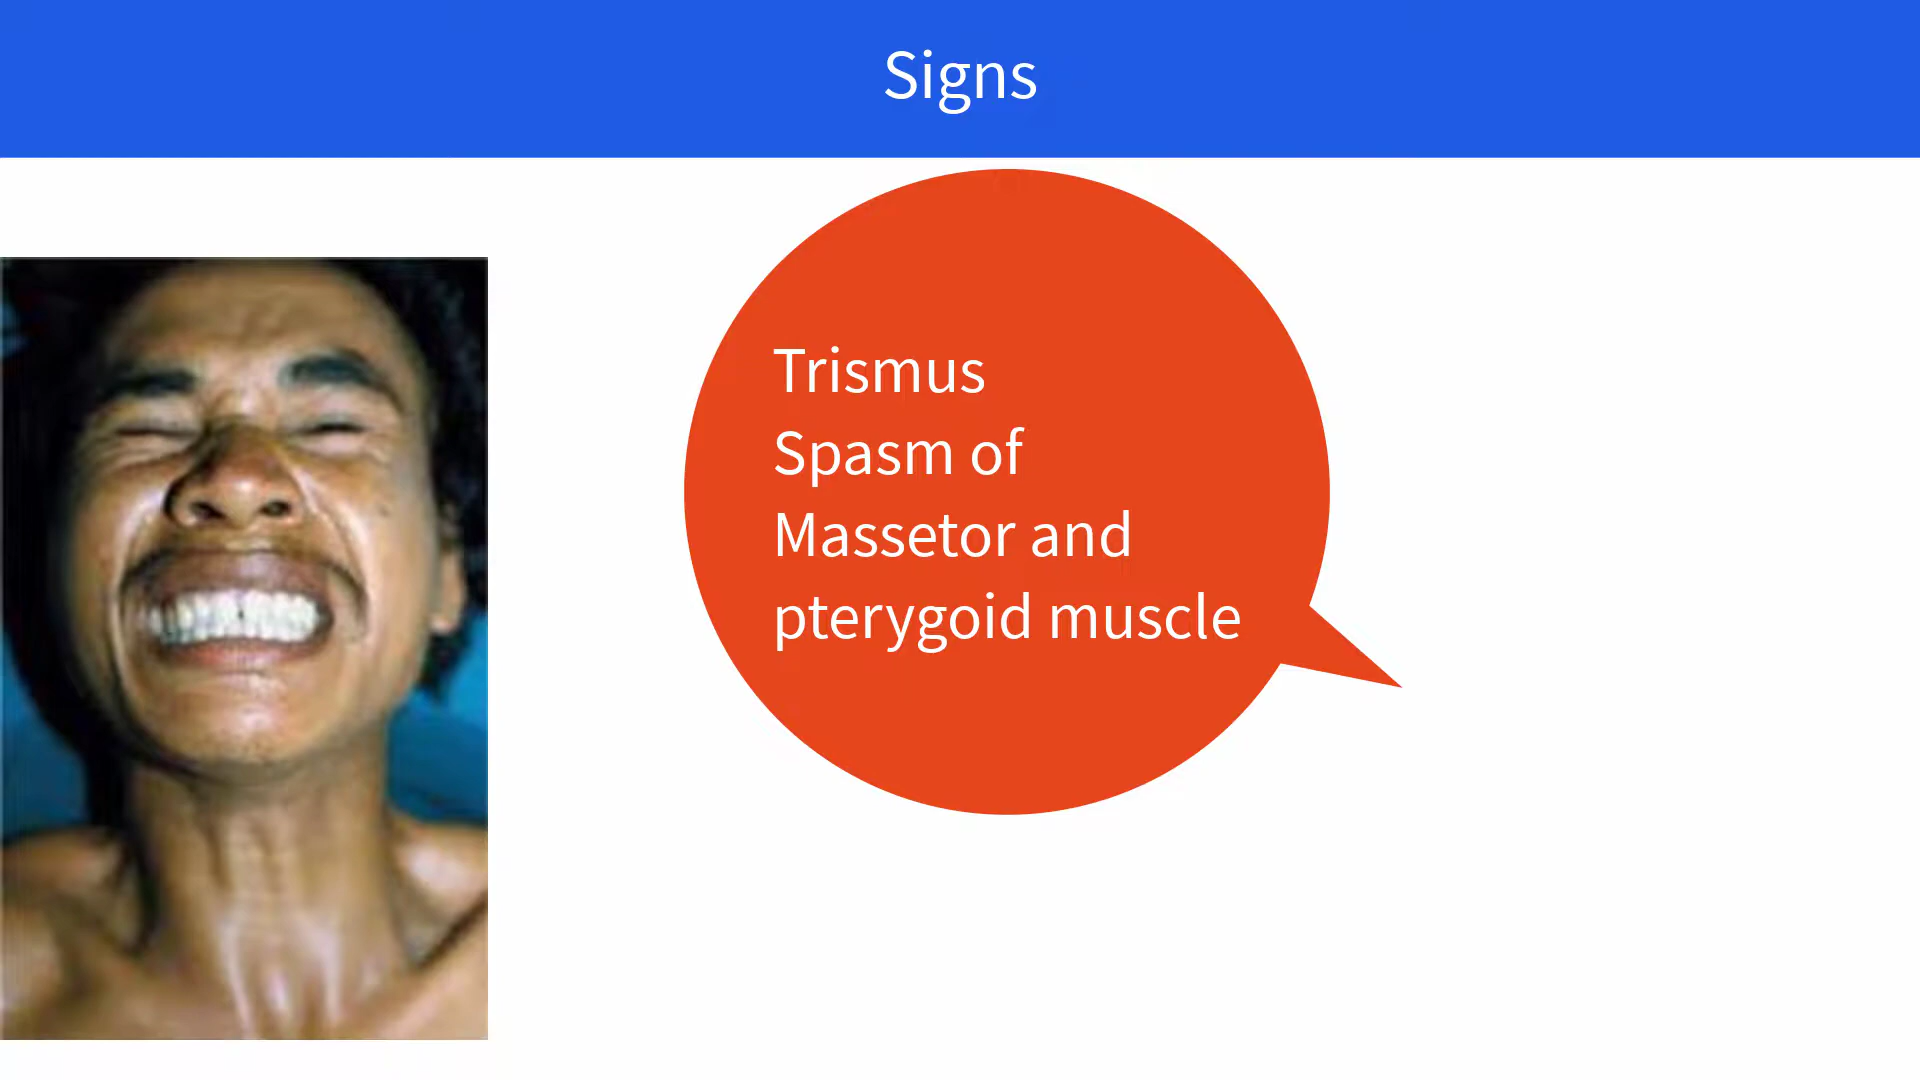 Signs
Trismus
Spasm of
Massetor and
pterygoid muscle